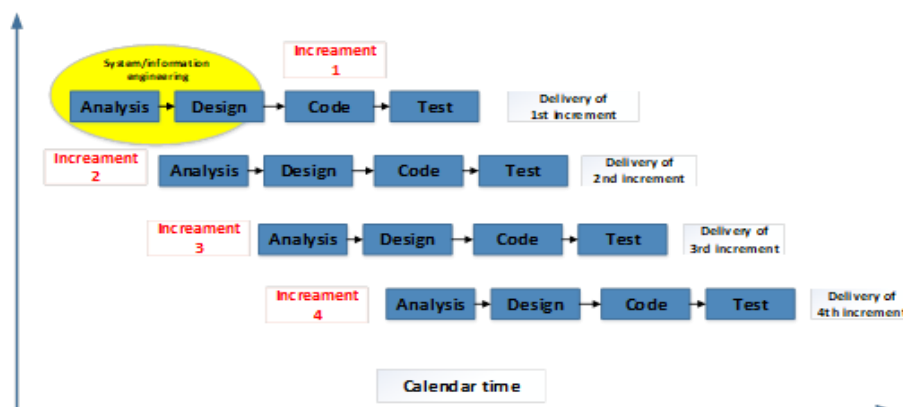 System/information
engineering
Increament
1
Analysis
Design
Code
Test
Delivery of
1st increment
Increament
2
Analysis
Design
Code
Test
Delivery of
2nd increment
Increament
3
Analysis
Design
Code
Test
Delivery of
3rd increment
Increament
4
Analysis
Design
Code
Test
Delivery of
4th increment
Calendar time